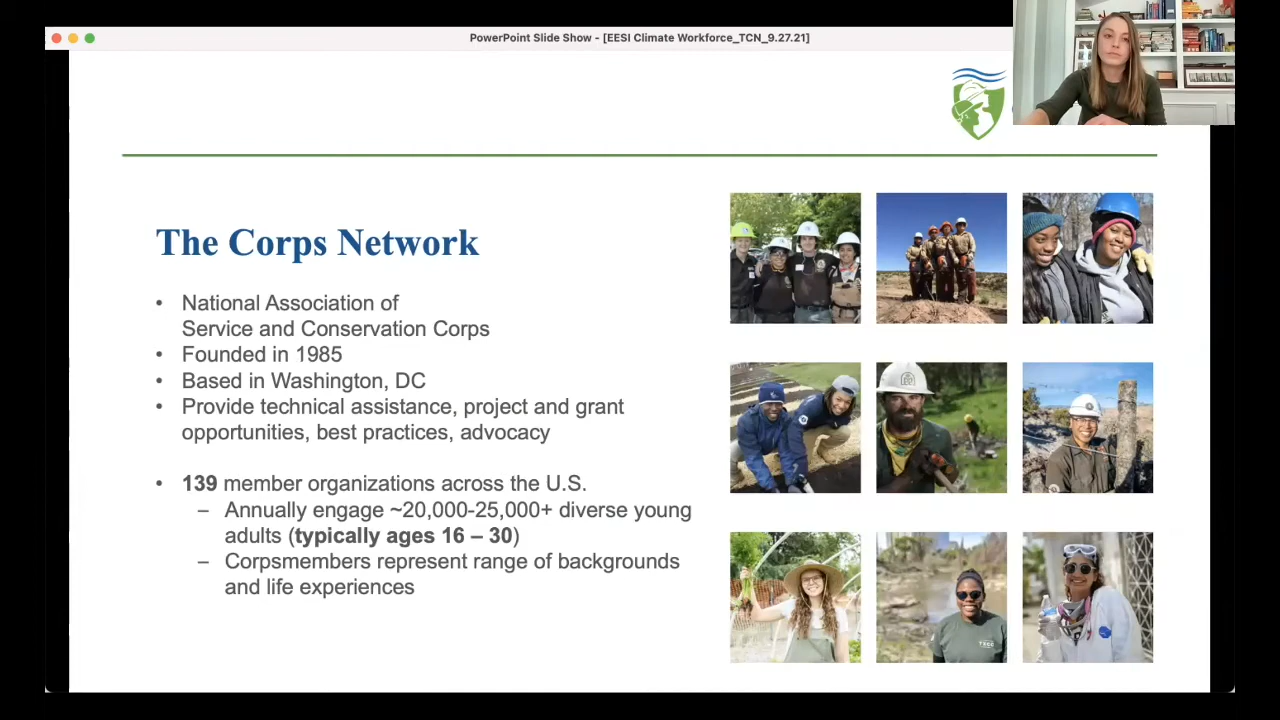 PowerPoint Slide Show - [EESI Climate Workforce_TCN_9.27.21]
The Corps Network
• National Association of
Service and Conservation Corps
• Founded in 1985
• Based in Washington, DC
• Provide technical assistance, project and grant
opportunities, best practices, advocacy
• 139 member organizations across the U.S.
– Annually engage ~20,000-25,000+ diverse young
adults (typically ages 16 – 30)
– Corpsmembers represent range of backgrounds
and life experiences